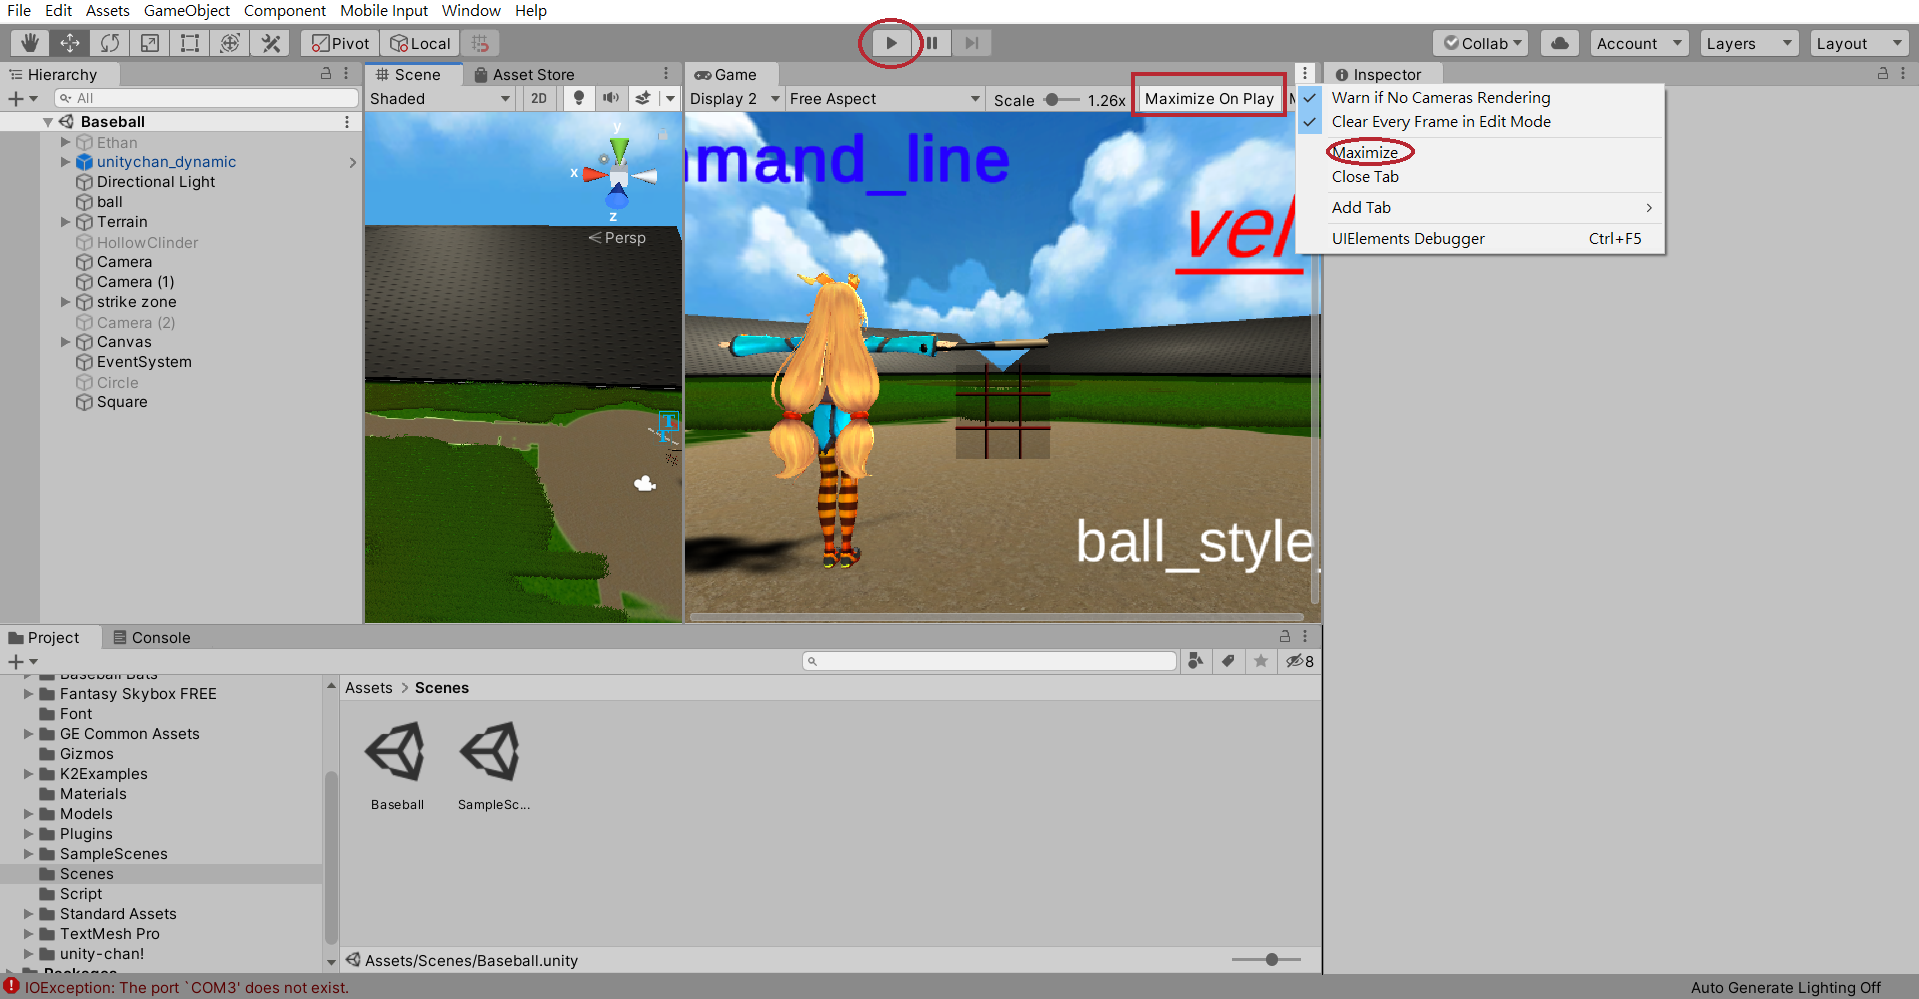 File Edit Assets GameObject Component Mobile Input Window Help
Pivot Local Collab Account Layers Layout
Hierarchy
All
Baseball
Ethan
unitychan_dynamic
Directional Light
ball
Terrain
HollowClinder
Camera
Camera (1)
strike zone
Camera (2)
Canvas
EventSystem
Circle
Square
Scene Asset Store
Shaded 2D
y
x
z
Persp
Game
Display 2 Free Aspect Scale 1.26x Maximize On Play M
mand_line
vel
ball_style_
Warn if No Cameras Rendering
Clear Every Frame in Edit Mode
Maximize
Close Tab
Add Tab
UIElements Debugger Ctrl+F5
Inspector
Project Console
8
Baseball Bats
Fantasy Skybox FREE
Font
GE Common Assets
Gizmos
K2Examples
Materials
Models
Plugins
SampleScenes
Scenes
Script
Standard Assets
TextMesh Pro
unity-chan!
Packages
Assets > Scenes
Baseball SampleSc...
Assets/Scenes/Baseball.unity
IOException: The port `COM3' does not exist.
Auto Generate Lighting Off